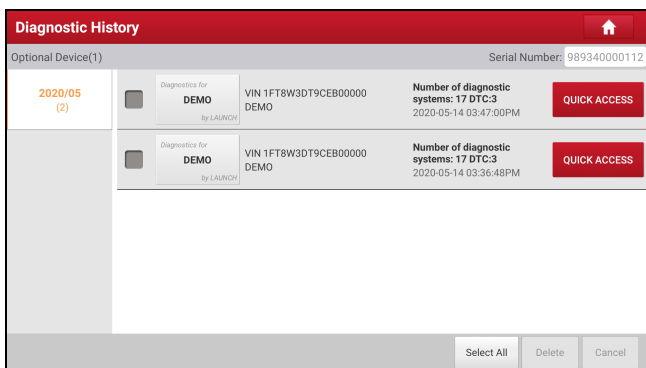 Diagnostic History
Optional Device(1)
Serial Number: 989340000112
2020/05
(2)
Diagnostics for
DEMO
by LAUNCH
VIN 1FT8W3DT9CEB00000
DEMO
Number of diagnostic
systems: 17 DTC:3
2020-05-14 03:47:00PM
QUICK ACCESS
Diagnostics for
DEMO
by LAUNCH
VIN 1FT8W3DT9CEB00000
DEMO
Number of diagnostic
systems: 17 DTC:3
2020-05-14 03:36:48PM
QUICK ACCESS
Select All
Delete
Cancel